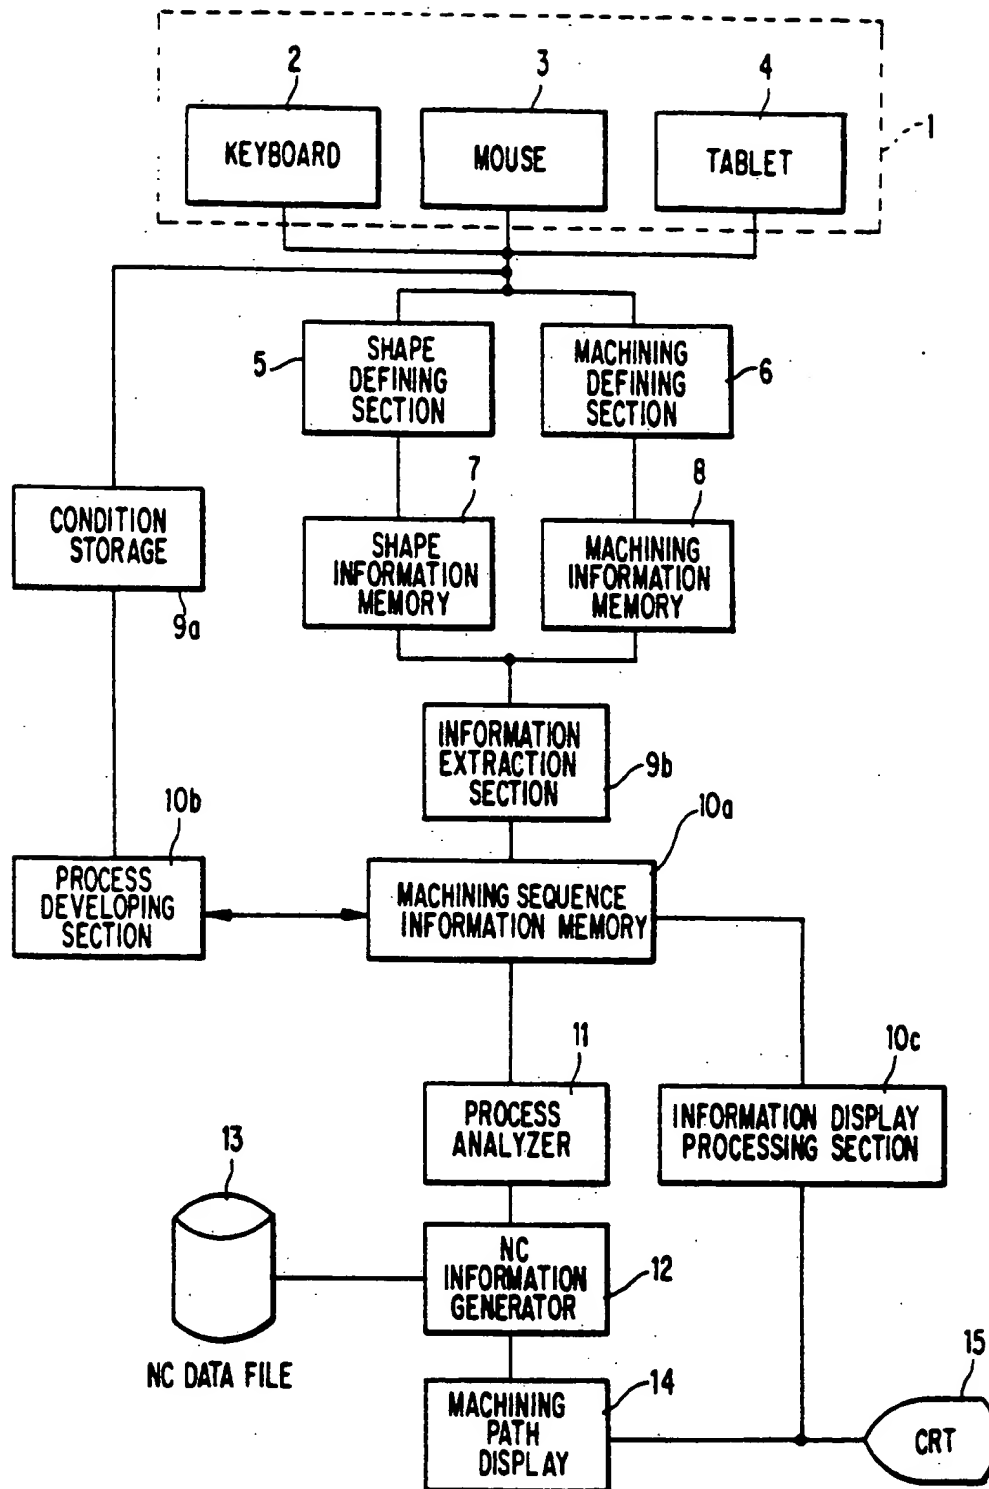 2
3
4
KEYBOARD
MOUSE
TABLET
1
5
SHAPE
DEFINING
SECTION
MACHINING
DEFINING
SECTION
6
7
8
CONDITION
STORAGE
9a
SHAPE
INFORMATION
MEMORY
MACHINING
INFORMATION
MEMORY
INFORMATION
EXTRACTION
SECTION
9b
10b
10a
PROCESS
DEVELOPING
SECTION
MACHINING SEQUENCE
INFORMATION MEMORY
11
10c
PROCESS
ANALYZER
INFORMATION DISPLAY
PROCESSING SECTION
13
NC
INFORMATION
GENERATOR
12
NC DATA FILE
MACHINING
PATH
DISPLAY
14
15
CRT